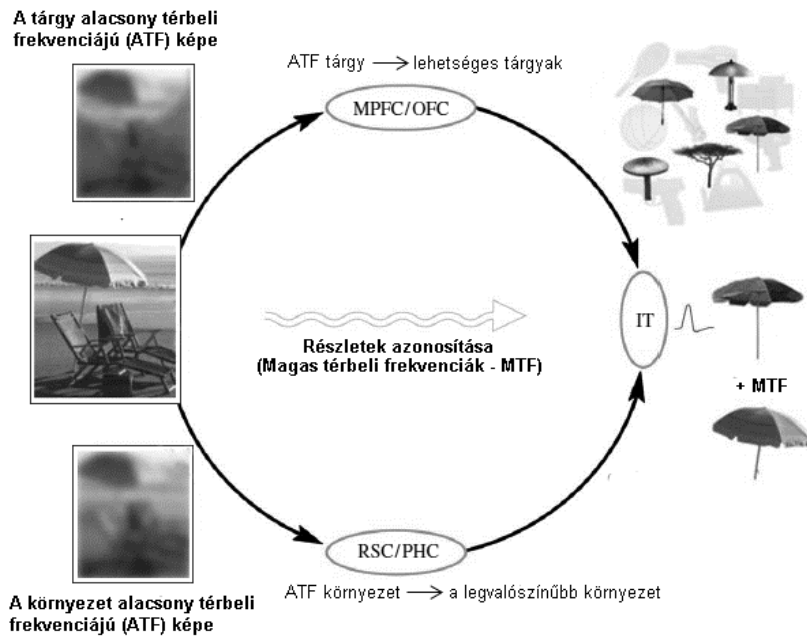 A tárgy alacsony térbeli
frekvenciájú (ATF) képe
ATF tárgy → lehetséges tárgyak
MPFC/OFC
IT
Részletek azonosítása
(Magas térbeli frekvenciák - MTF)
+ MTF
RSC/PHC
ATF környezet → a legvalószínűbb környezet
A környezet alacsony térbeli
frekvenciájú (ATF) képe